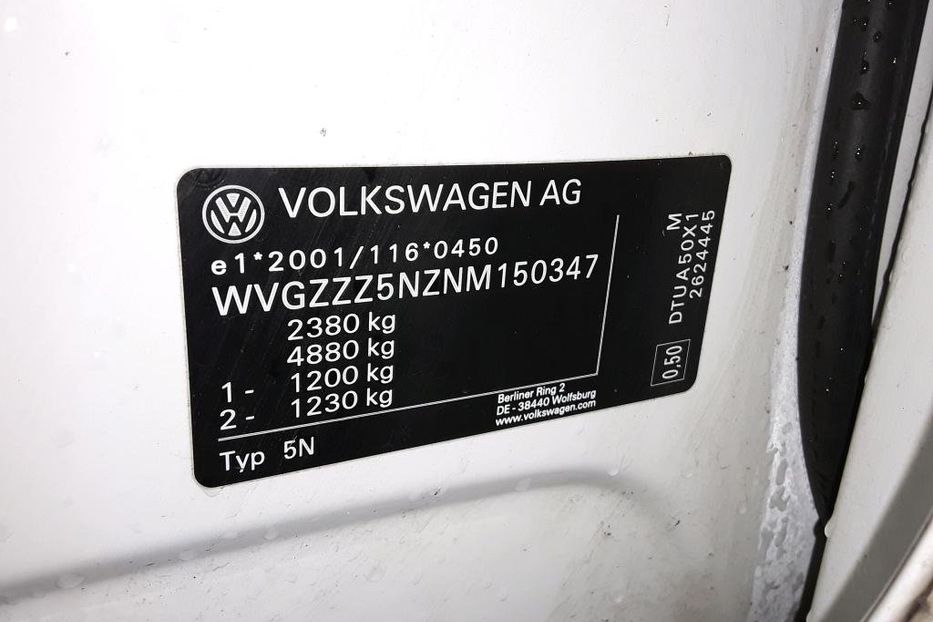 VOLKSWAGEN AG
e1*2001/116*0450
WVGZZZ5NZNM150347
2380 kg
4880 kg
1 - 1200 kg
2 - 1230 kg
Berliner Ring 2
DE - 38440 Wolfsburg
www.volkswagen.com
Typ 5N
M
DTUA50X1
2624445
0,50